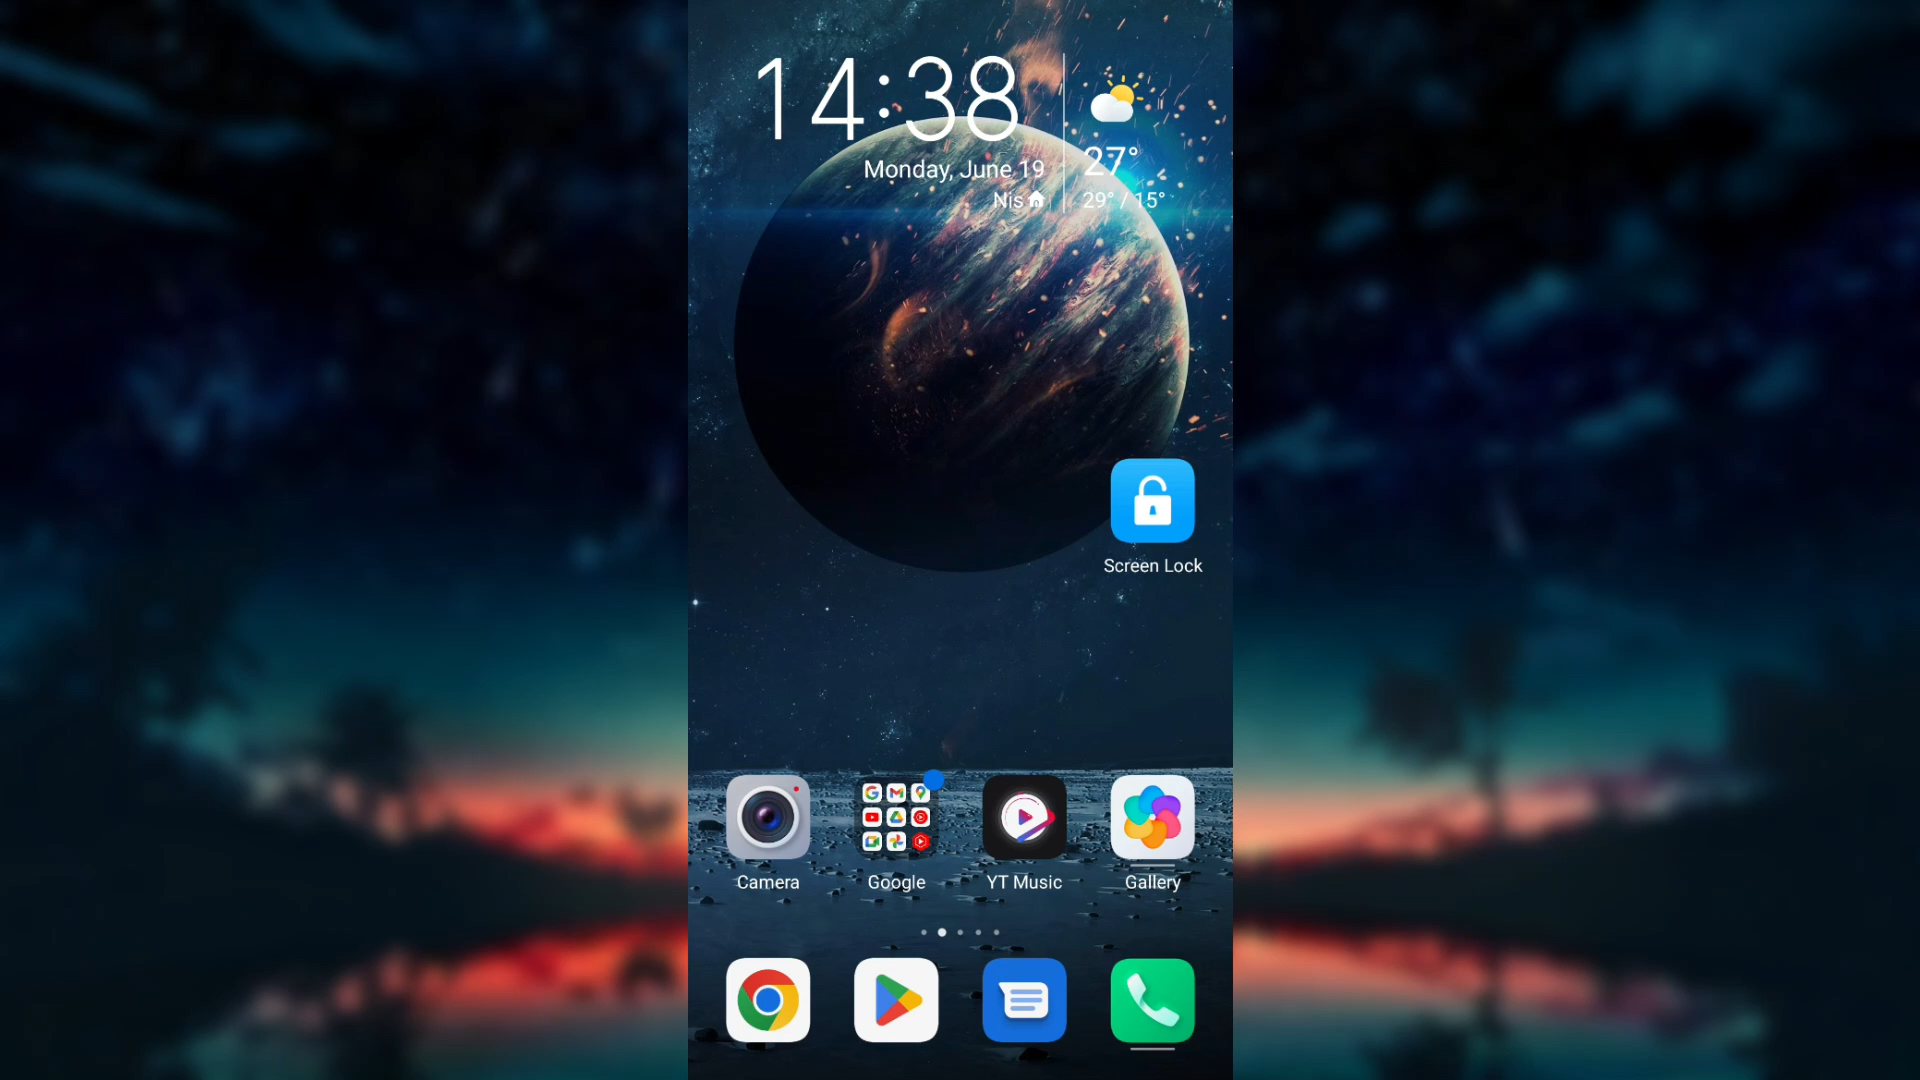 14:38
Monday, June 19
Nis
27°
29° / 15°
Screen Lock
Camera
Google
YT Music
Gallery